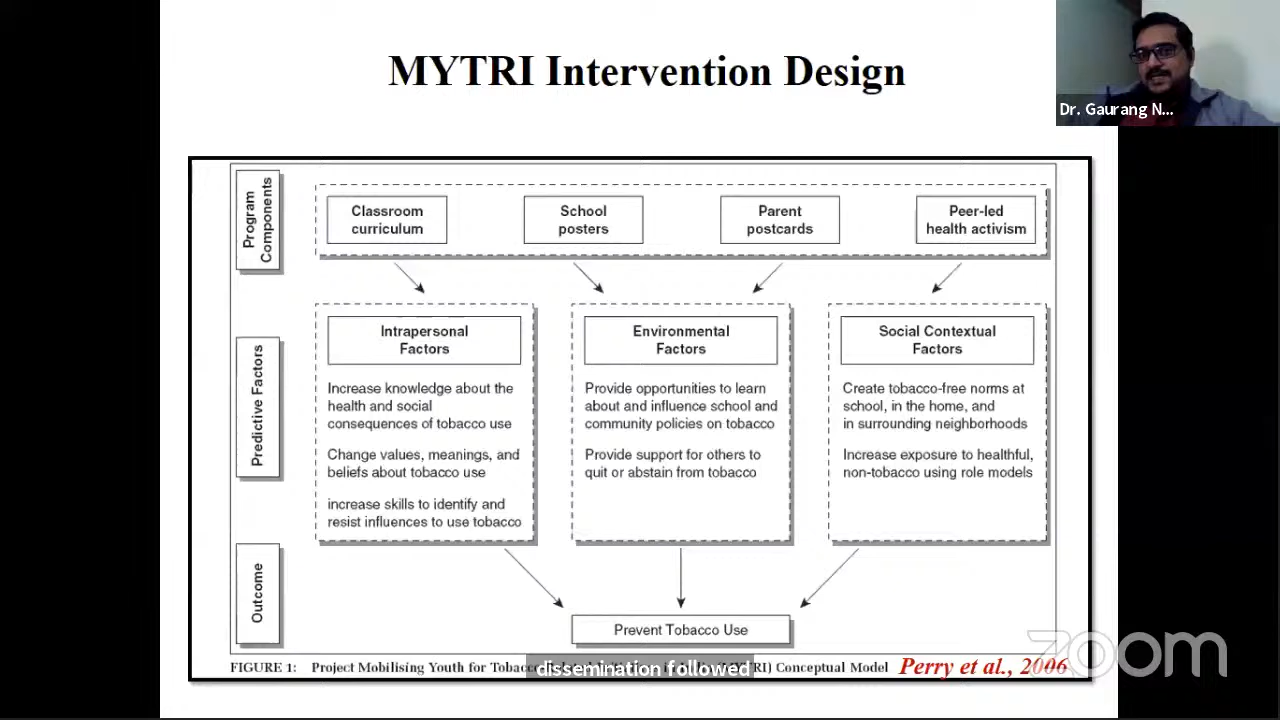 MYTRI Intervention Design
Dr. Gaurang N...
Program
Components
Classroom
curriculum
School
posters
Parent
postcards
Peer-led
health activism
Predictive Factors
Intrapersonal
Factors
Increase knowledge about the
health and social
consequences of tobacco use
Change values, meanings, and
beliefs about tobacco use
increase skills to identify and
resist influences to use tobacco
Environmental
Factors
Provide opportunities to learn
about and influence school and
community policies on tobacco
Provide support for others to
quit or abstain from tobacco
Social Contextual
Factors
Create tobacco-free norms at
school, in the home, and
in surrounding neighborhoods
Increase exposure to healthful,
non-tobacco using role models
Outcome
Prevent Tobacco Use
FIGURE 1: Project Mobilising Youth for Tobacco Conceptual Model
Perry et al., 2006
dissemination followed
zoom